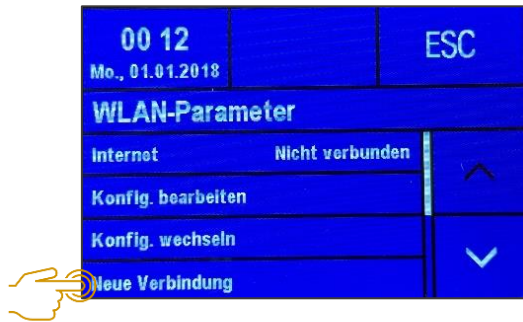 00 12
Mo., 01.01.2018
ESC
WLAN-Parameter
Internet Nicht verbunden
Konfig. bearbeiten
Konfig. wechseln
Neue Verbindung